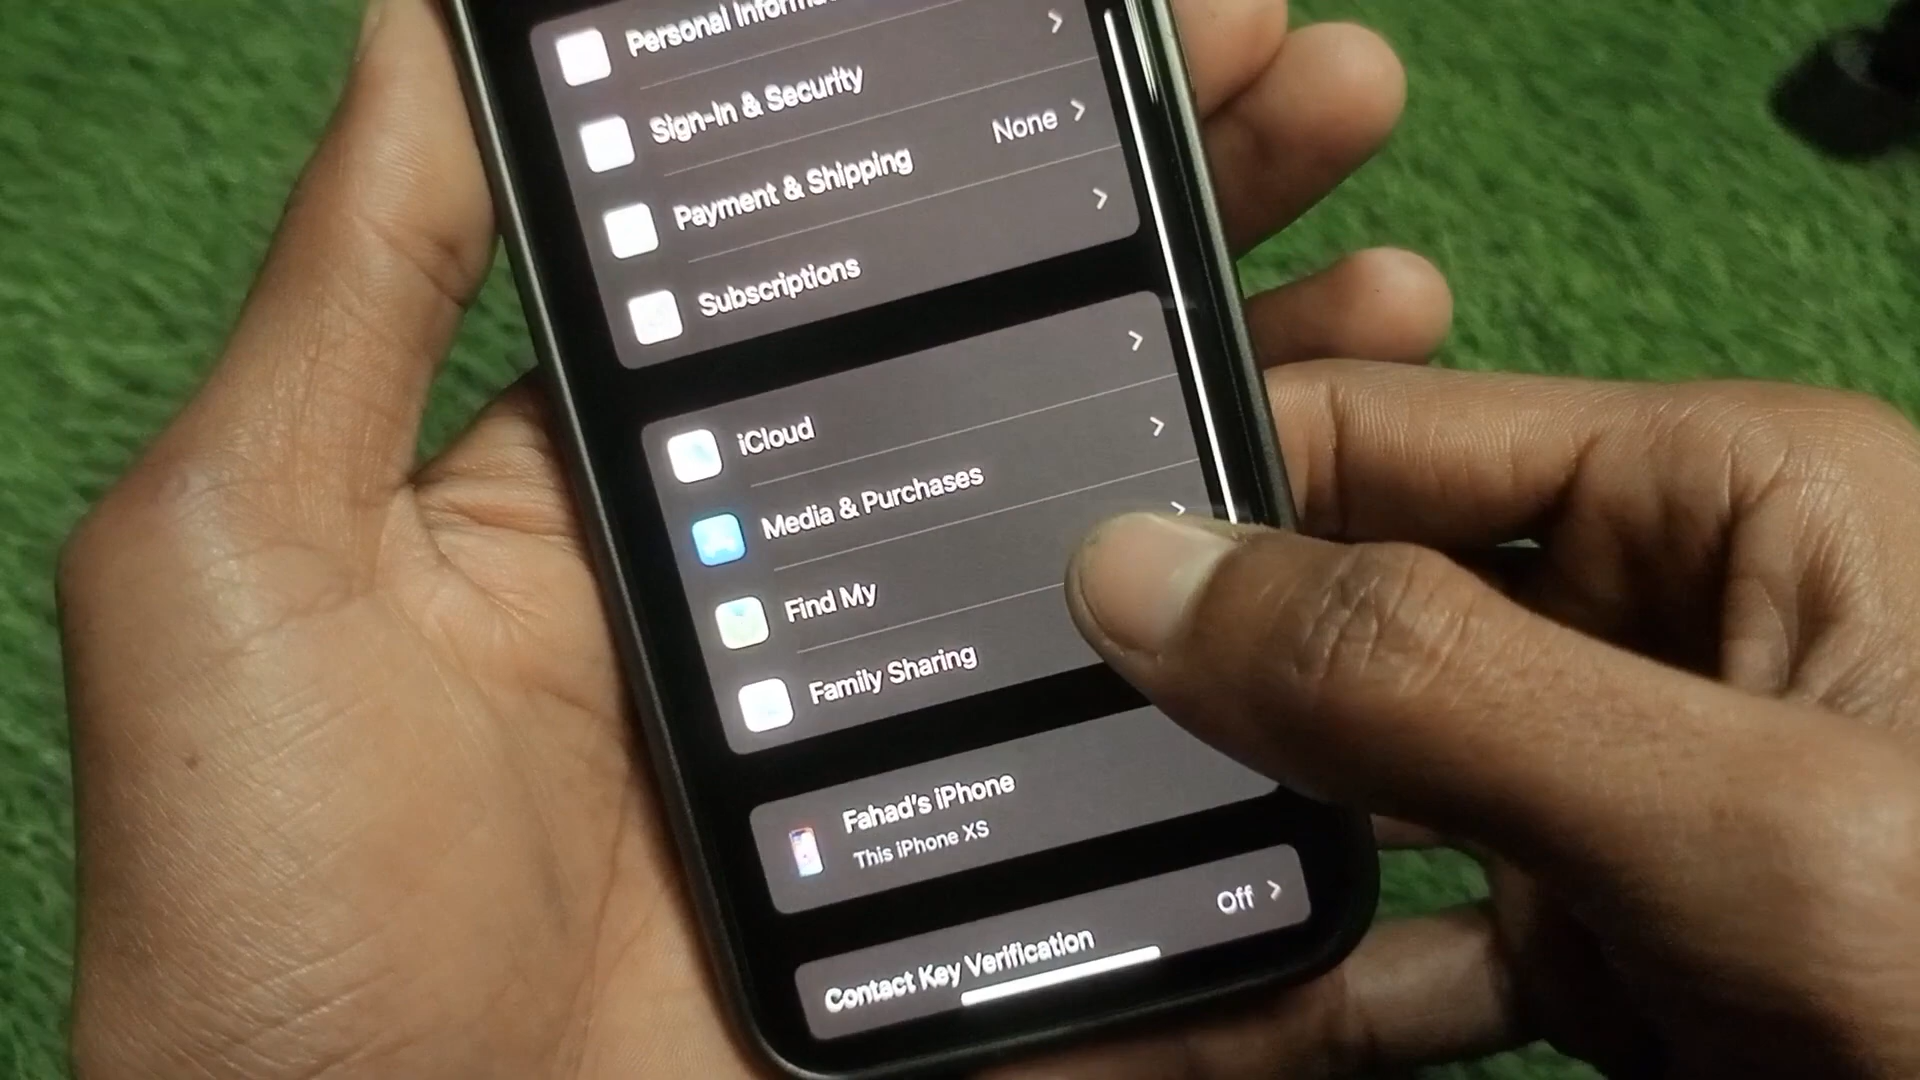 Personal
Sign-In & Security
Payment & Shipping
None
Subscriptions
iCloud
Media & Purchases
Find My
Family Sharing
Fahad's iPhone
This iPhone XS
Contact Key Verification
Off